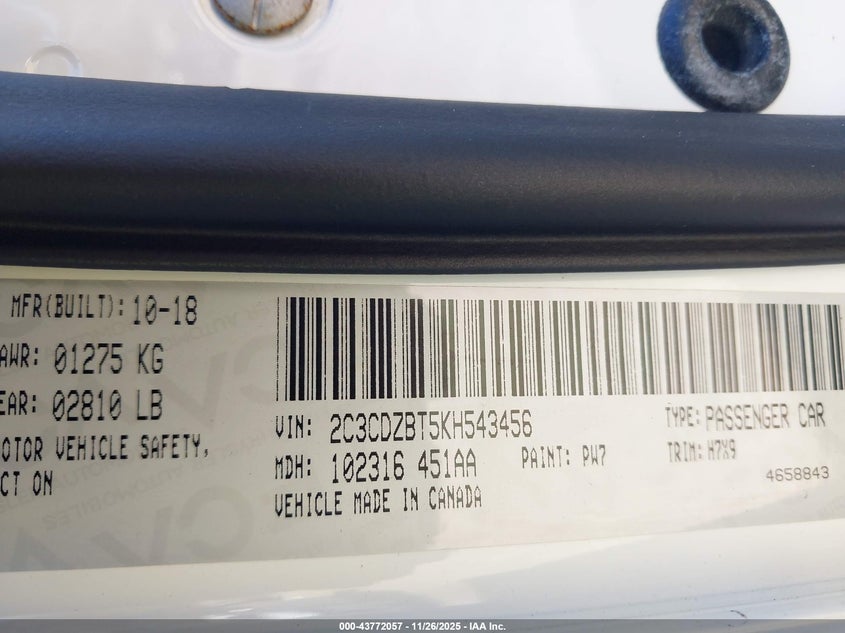 MFR(BUILT): 10-18
AWR: 01275 KG
EAR: 02810 LB
OTOR VEHICLE SAFETY,
CT ON
VIN: 2C3CDZBT5KH543456
TYPE: PASSENGER CAR
MDH: 102316 451AA
PAINT: PW7
TRIM: H7X9
VEHICLE MADE IN CANADA
4658843
000-43772057 - 11/26/2025 - IAA Inc.